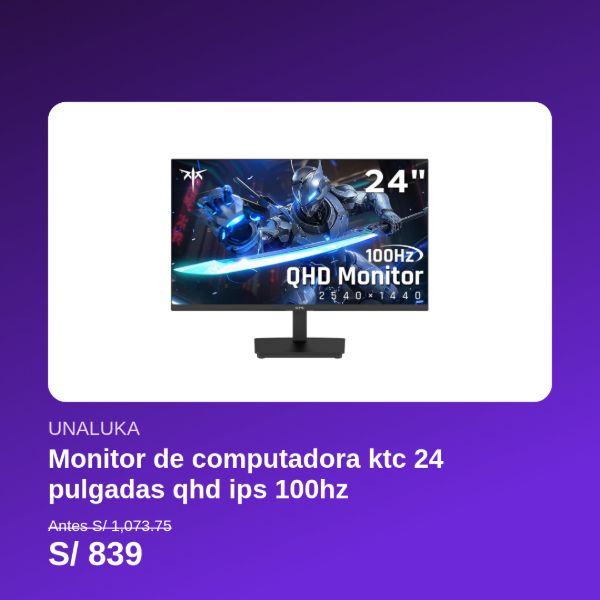 24"
100Hz
QHD Monitor
2540×1440
UNALUKA
Monitor de computadora ktc 24
pulgadas qhd ips 100hz
Antes S/ 1,073.75
S/ 839